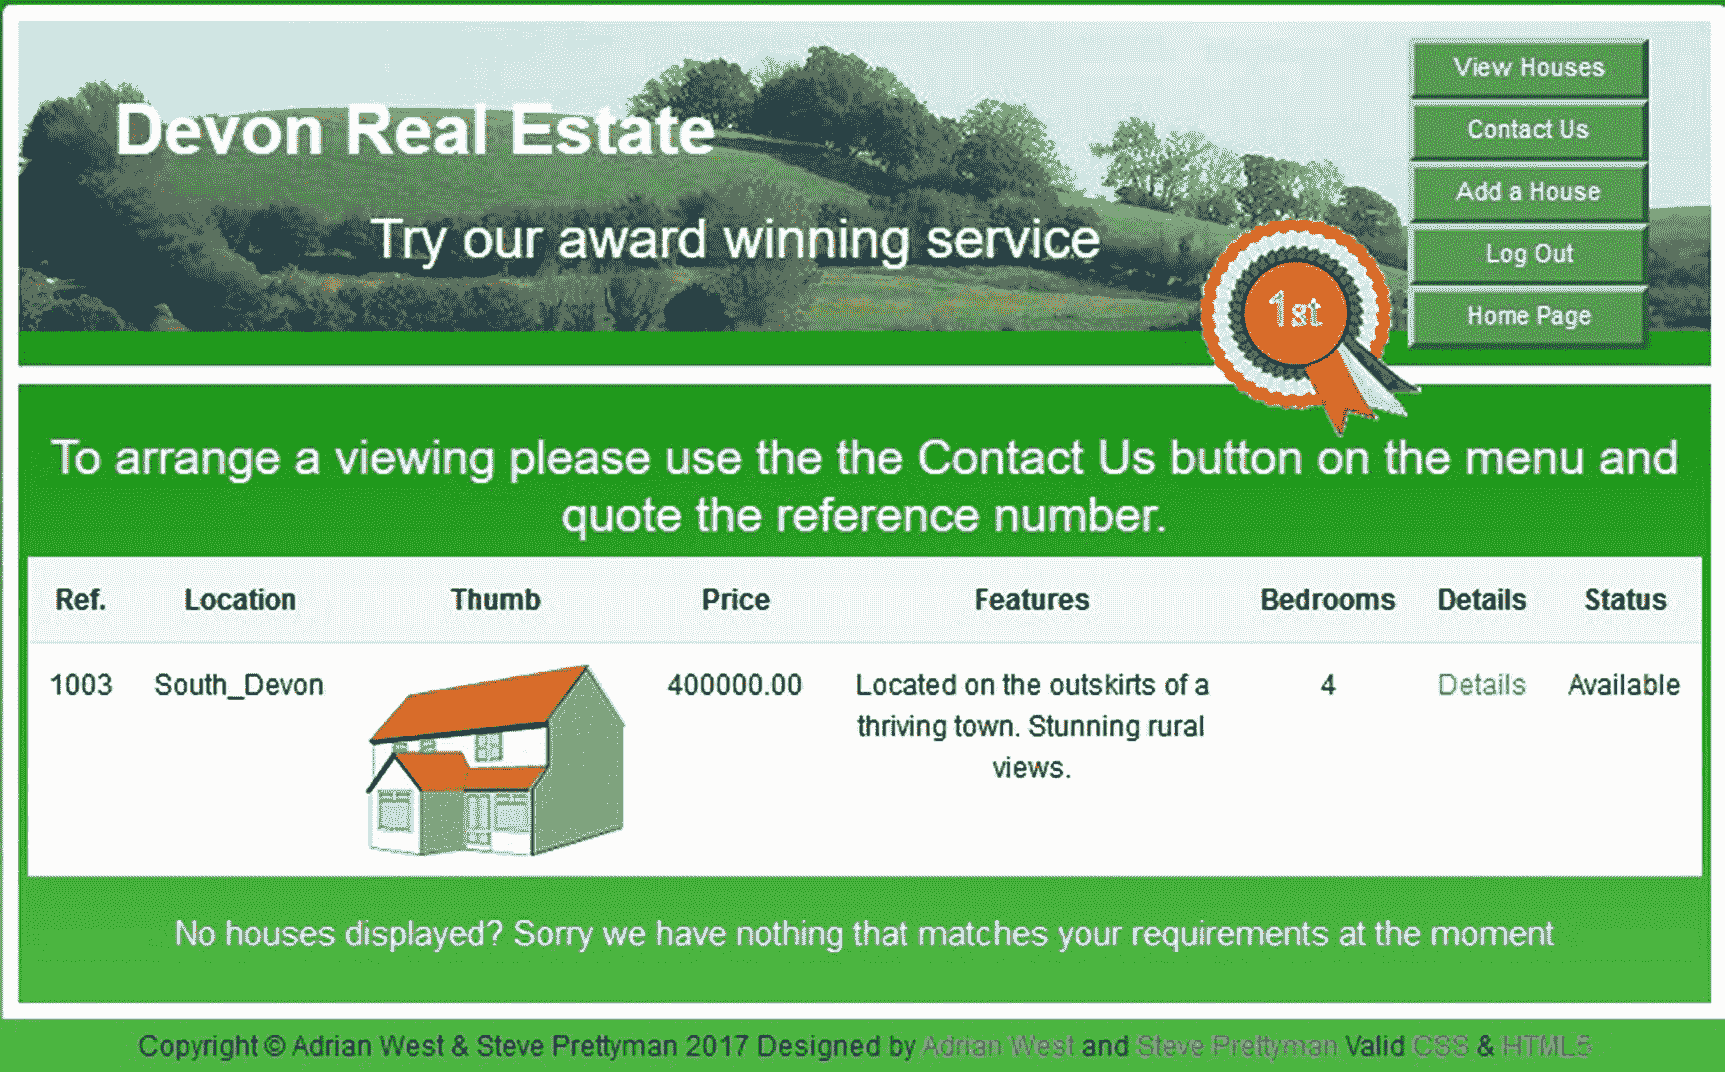 Devon Real Estate
Try our award winning service
1st
View Houses
Contact Us
Add a House
Log Out
Home Page
To arrange a viewing please use the the Contact Us button on the menu and
quote the reference number.
Ref. Location Thumb Price Features Bedrooms Details Status
1003 South_Devon 400000.00 Located on the outskirts of a 4 Details Available
thriving town. Stunning rural
views.
No houses displayed? Sorry we have nothing that matches your requirements at the moment
Copyright © Adrian West & Steve Prettyman 2017 Designed by Adrian West and Steve Prettyman Valid CSS & HTML5